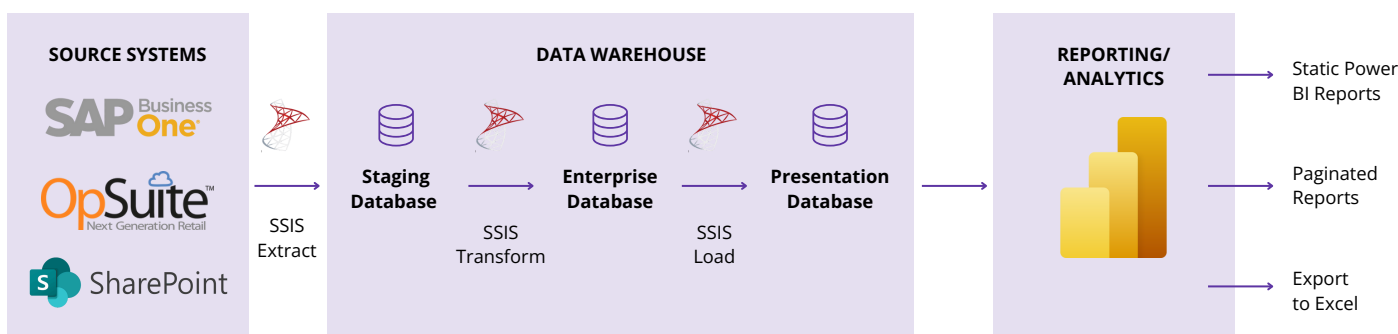 SOURCE SYSTEMS
SAP Business
One
OpSuite™
Next Generation Retail
S SharePoint
SSIS
Extract
DATA WAREHOUSE
Staging
Database
SSIS
Transform
Enterprise
Database
SSIS
Load
Presentation
Database
REPORTING/
ANALYTICS
Static Power
BI Reports
Paginated
Reports
Export
to Excel